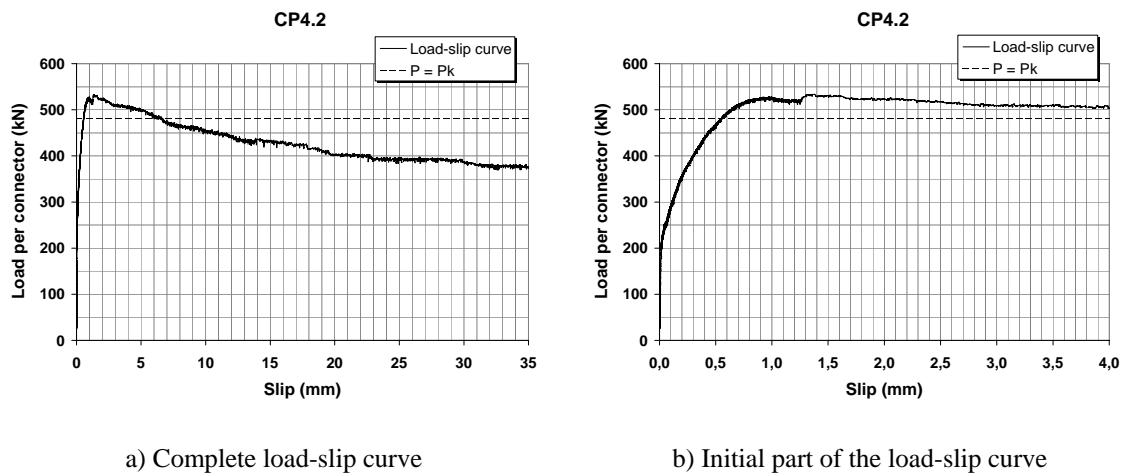 CP4.2
Load-slip curve
P = Pk
600
500
400
300
200
100
0
Load per connector (kN)
0 5 10 15 20 25 30 35
Slip (mm)
a) Complete load-slip curve
CP4.2
Load-slip curve
P = Pk
600
500
400
300
200
100
0
Load per connector (kN)
0,0 0,5 1,0 1,5 2,0 2,5 3,0 3,5 4,0
Slip (mm)
b) Initial part of the load-slip curve